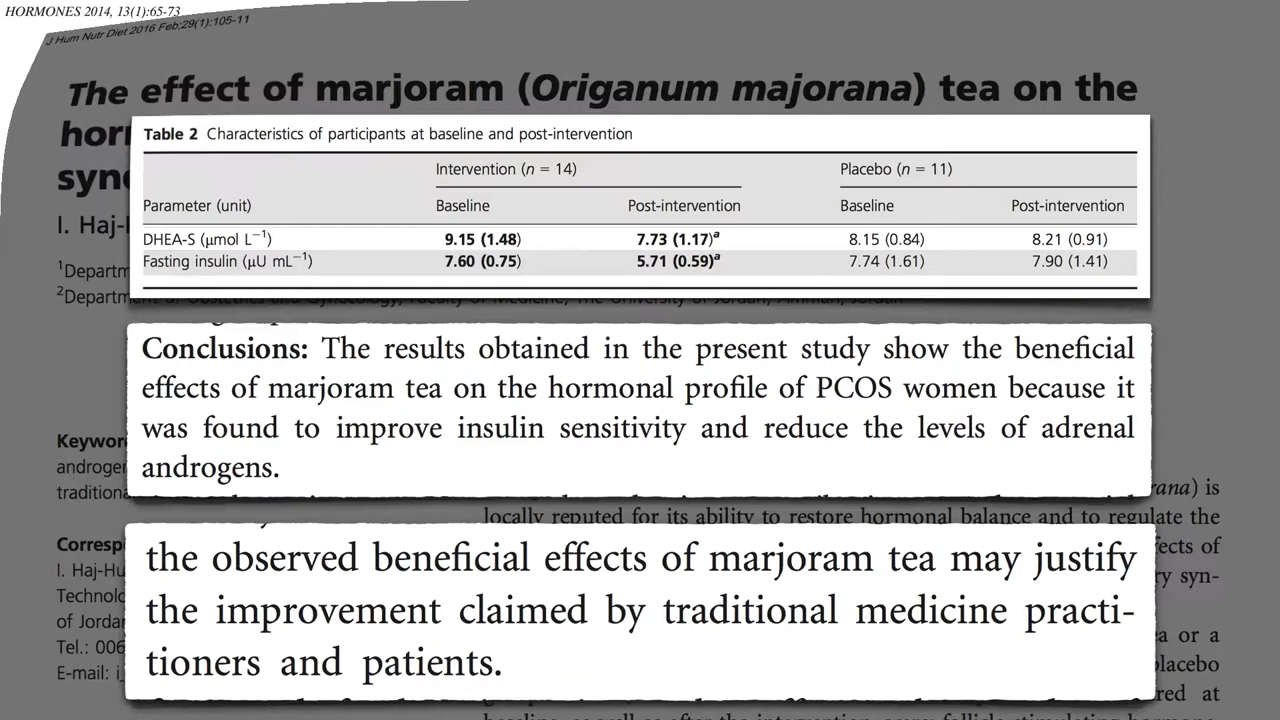 HORMONES 2014, 13(1):65-73
J Hum Nutr Diet 2016 Feb;29(1):105-11
The effect of marjoram (Origanum majorana) tea on the
Table 2 Characteristics of participants at baseline and post-intervention
Intervention (n = 14) Placebo (n = 11)
Parameter (unit) Baseline Post-intervention Baseline Post-intervention
DHEA-S (μmol L⁻¹) 9.15 (1.48) 7.73 (1.17)ᵃ 8.15 (0.84) 8.21 (0.91)
Fasting insulin (μU mL⁻¹) 7.60 (0.75) 5.71 (0.59)ᵃ 7.74 (1.61) 7.90 (1.41)
Conclusions: The results obtained in the present study show the beneficial
effects of marjoram tea on the hormonal profile of PCOS women because it
was found to improve insulin sensitivity and reduce the levels of adrenal
androgens.
locally reputed for its ability to restore hormonal balance and to regulate the
the observed beneficial effects of marjoram tea may justify
the improvement claimed by traditional medicine practi-
tioners and patients.